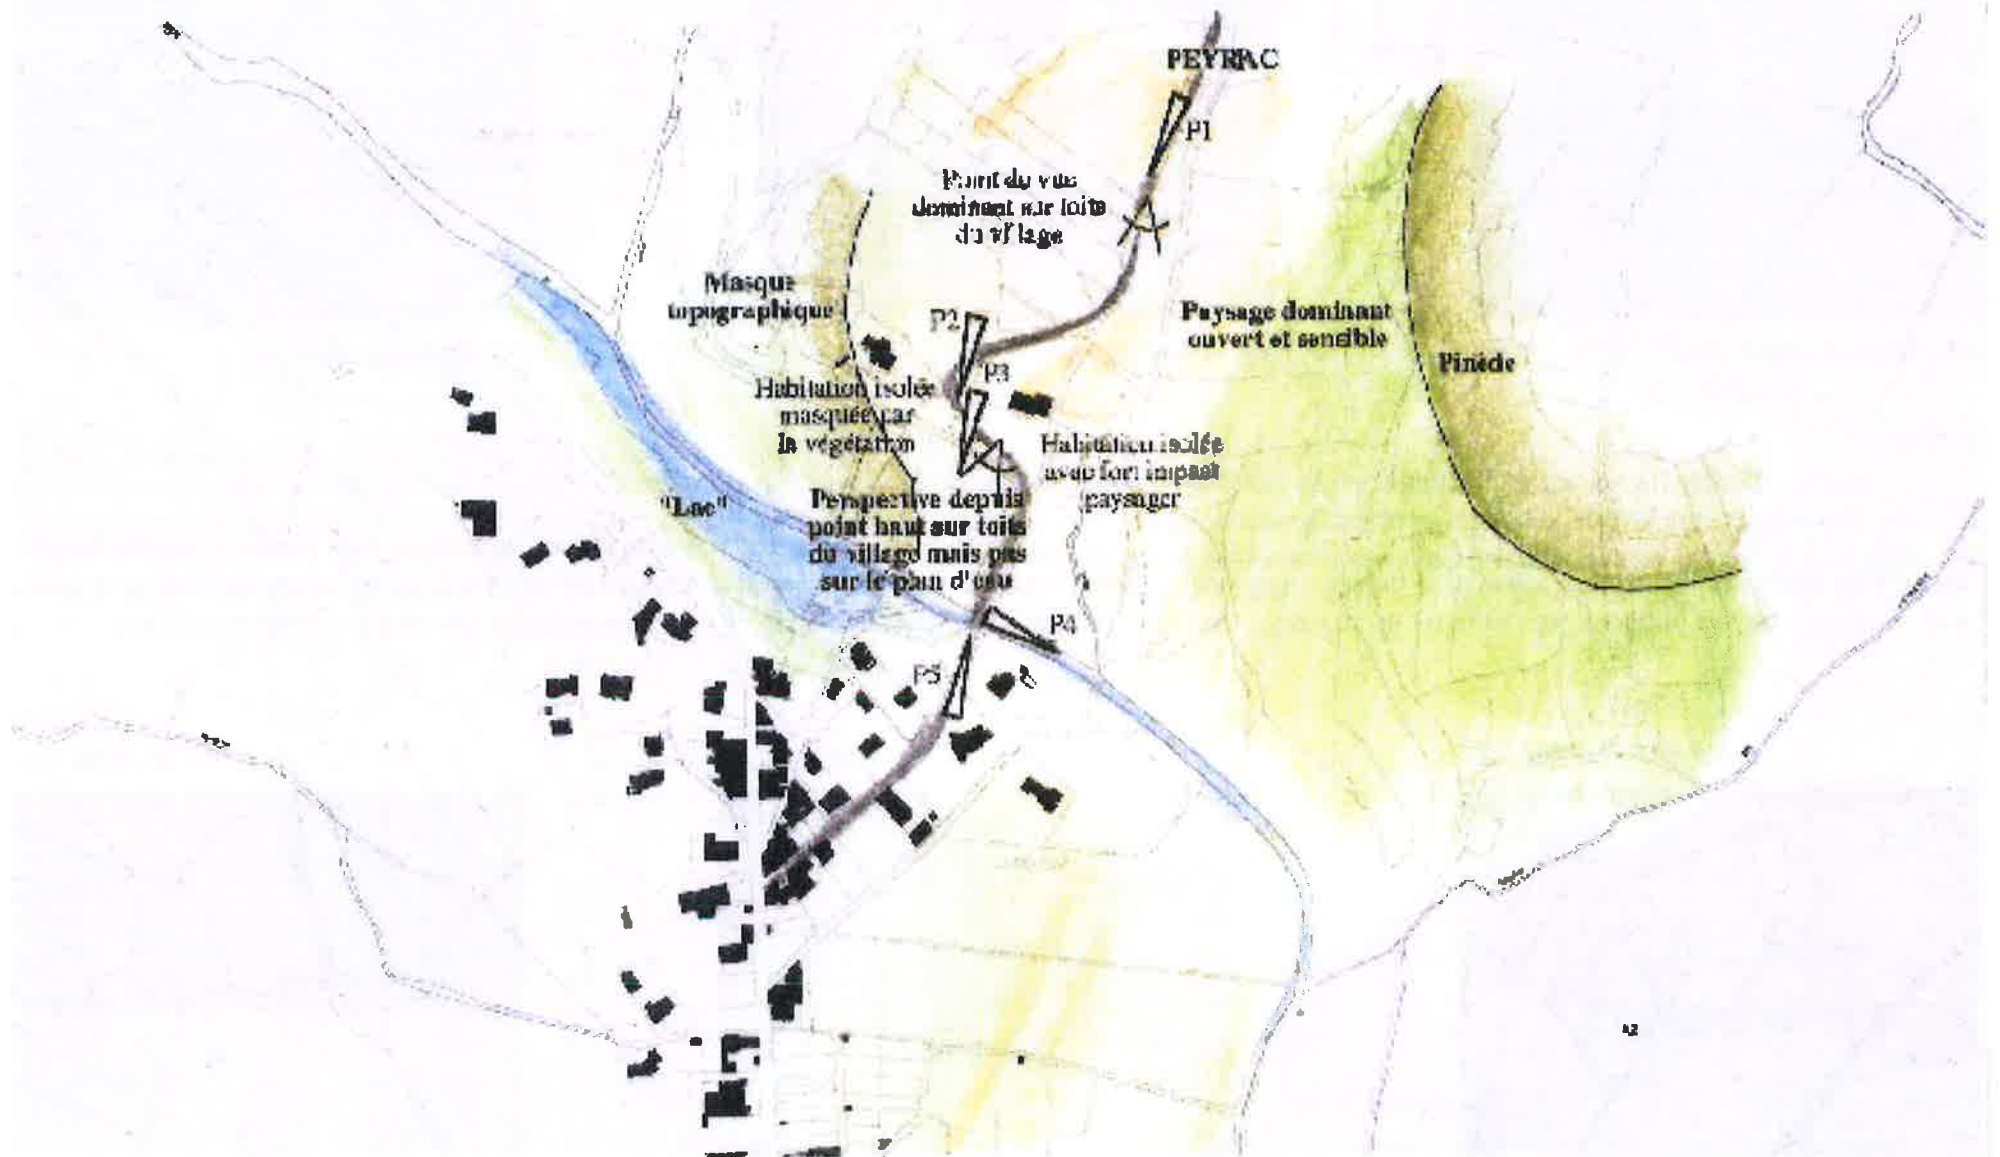 PEYRIAC
P1
Point de vue
dominant sur toits
du village
Masque
topographique
P2
Paysage dominant
ouvert et sensible
Pinède
P3
Habitation isolée
masquée par
la végétation
Habitation isolée
avec fort impact
paysager
"Lac"
Perspective depuis
point haut sur toits
du village mais pas
sur le plan d'eau
P4
P5